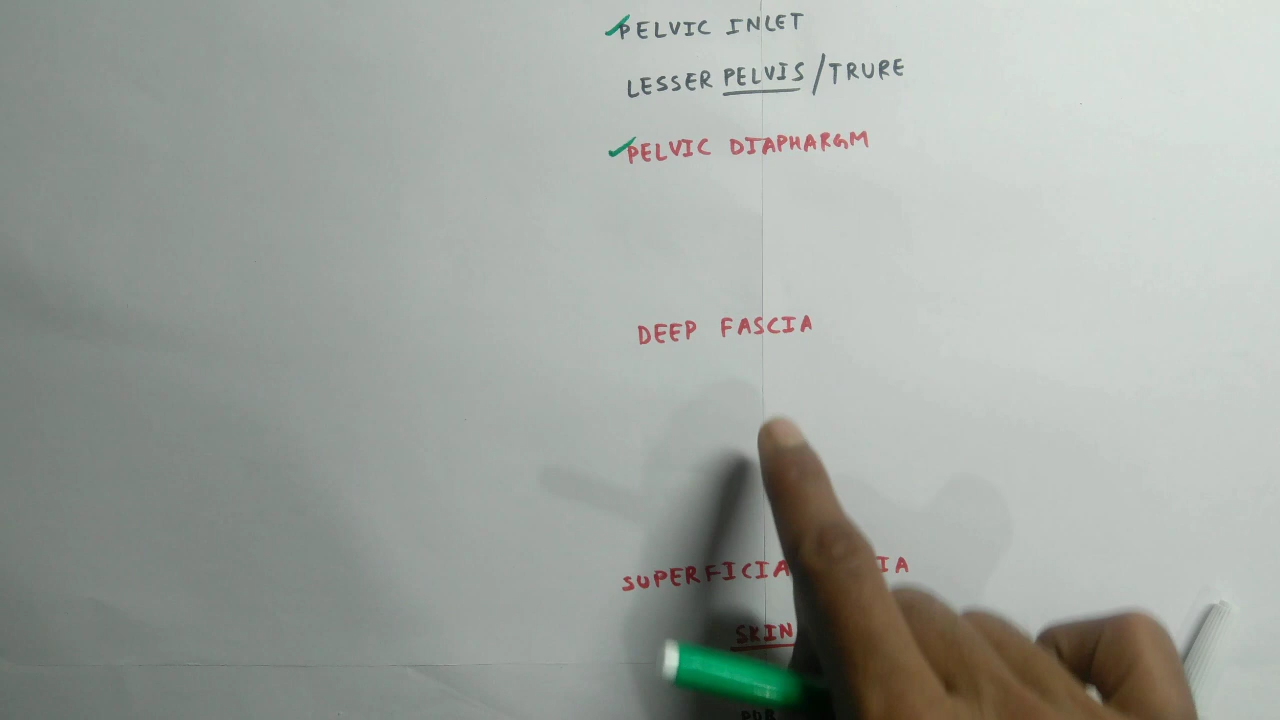 PELVIC INLET
LESSER PELVIS / TRURE
PELVIC DIAPHARGM
DEEP FASCIA
SUPERFICIA IA
SKIN